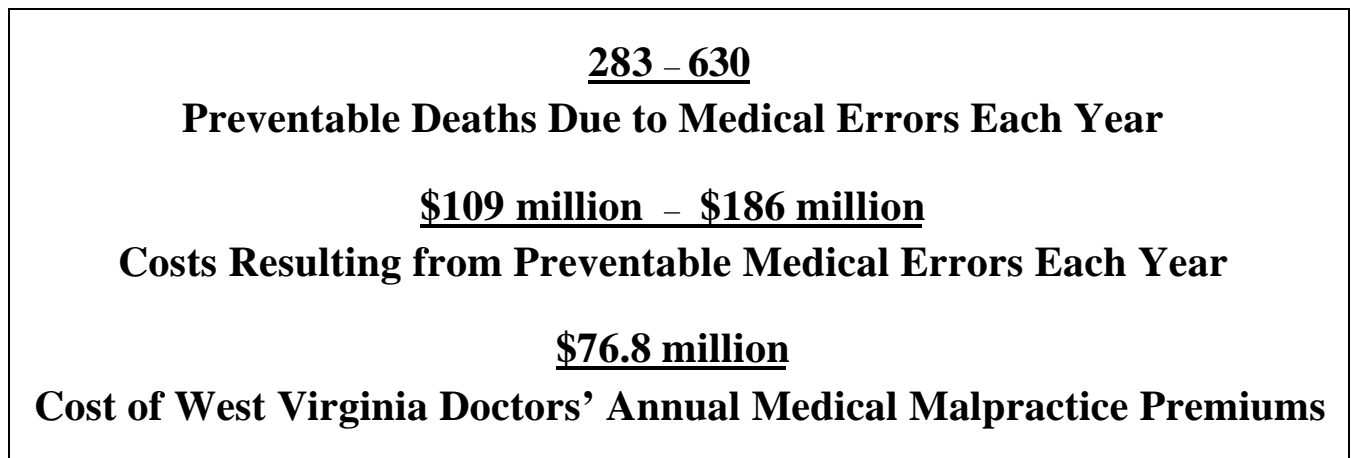 283 – 630
Preventable Deaths Due to Medical Errors Each Year
$109 million – $186 million
Costs Resulting from Preventable Medical Errors Each Year
$76.8 million
Cost of West Virginia Doctors’ Annual Medical Malpractice Premiums